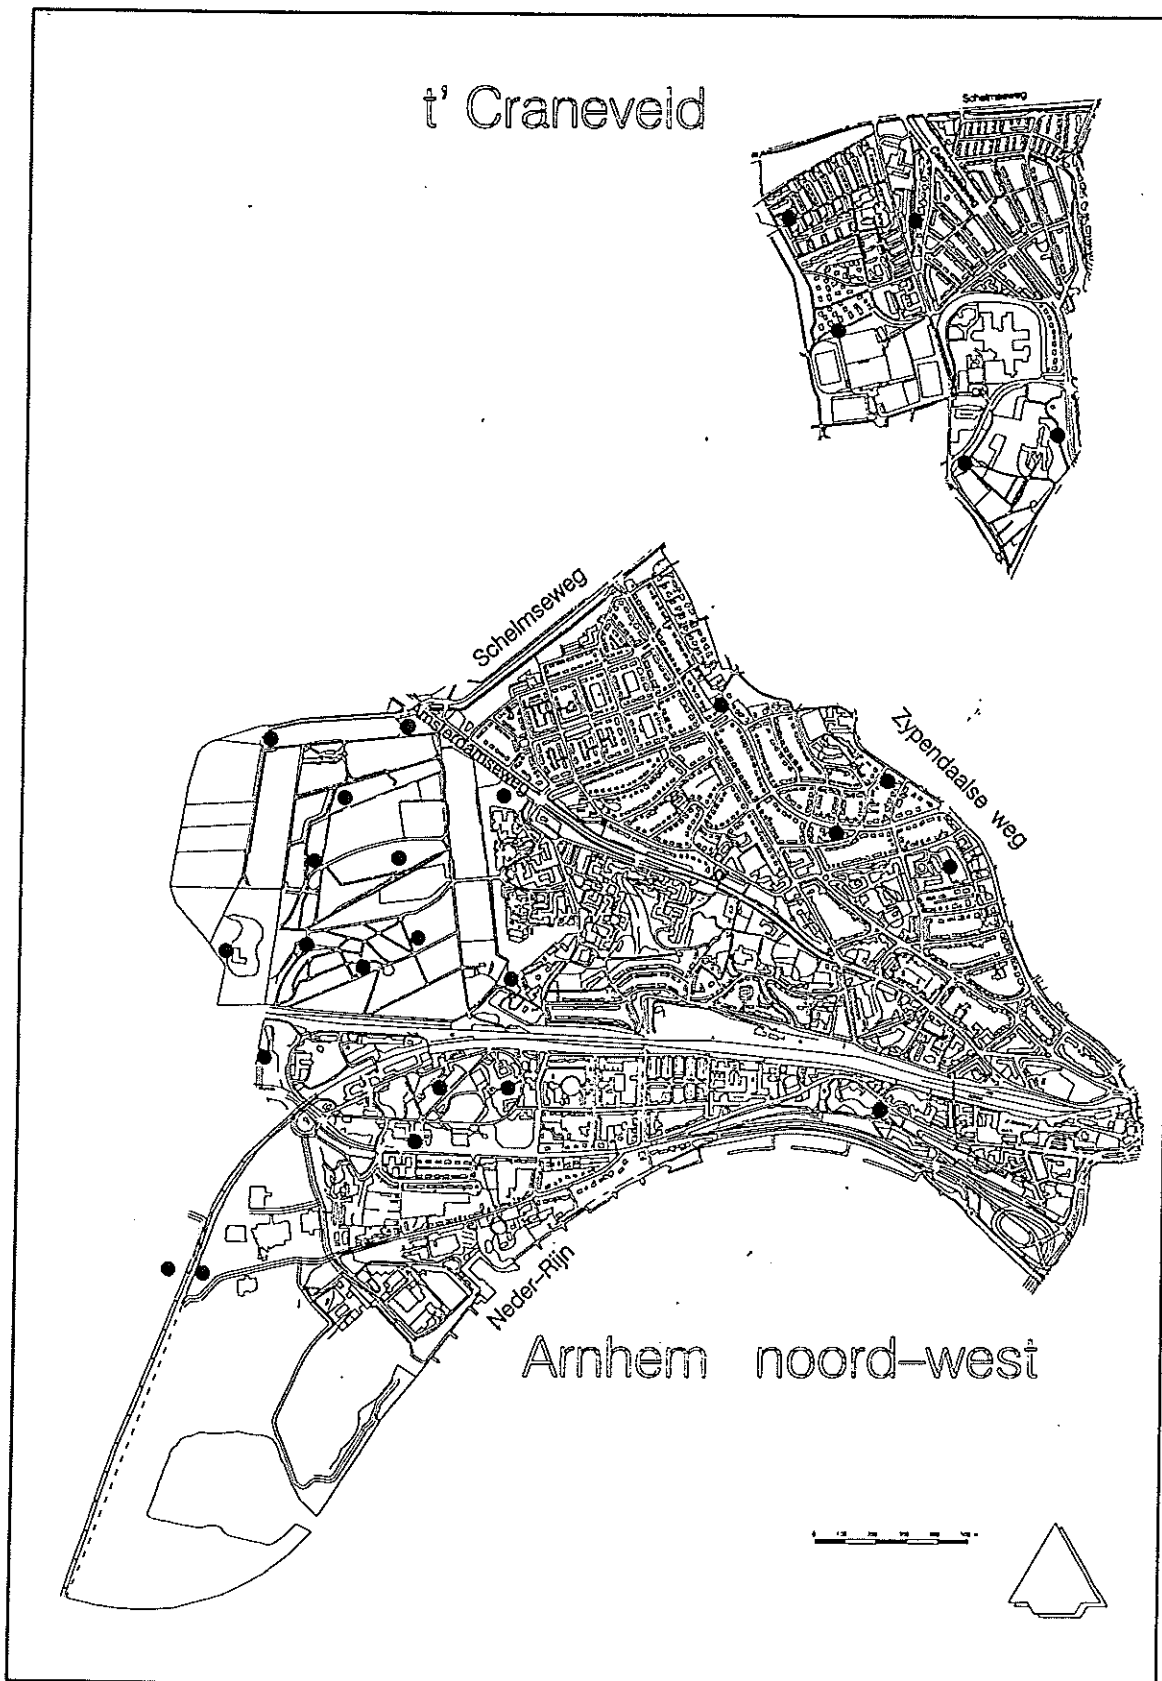 t' Craneveld
Schelmseweg
Schelmseweg
Amsterdamseweg
Zypendaalse weg
Neder-Rijn
Arnhem noord-west